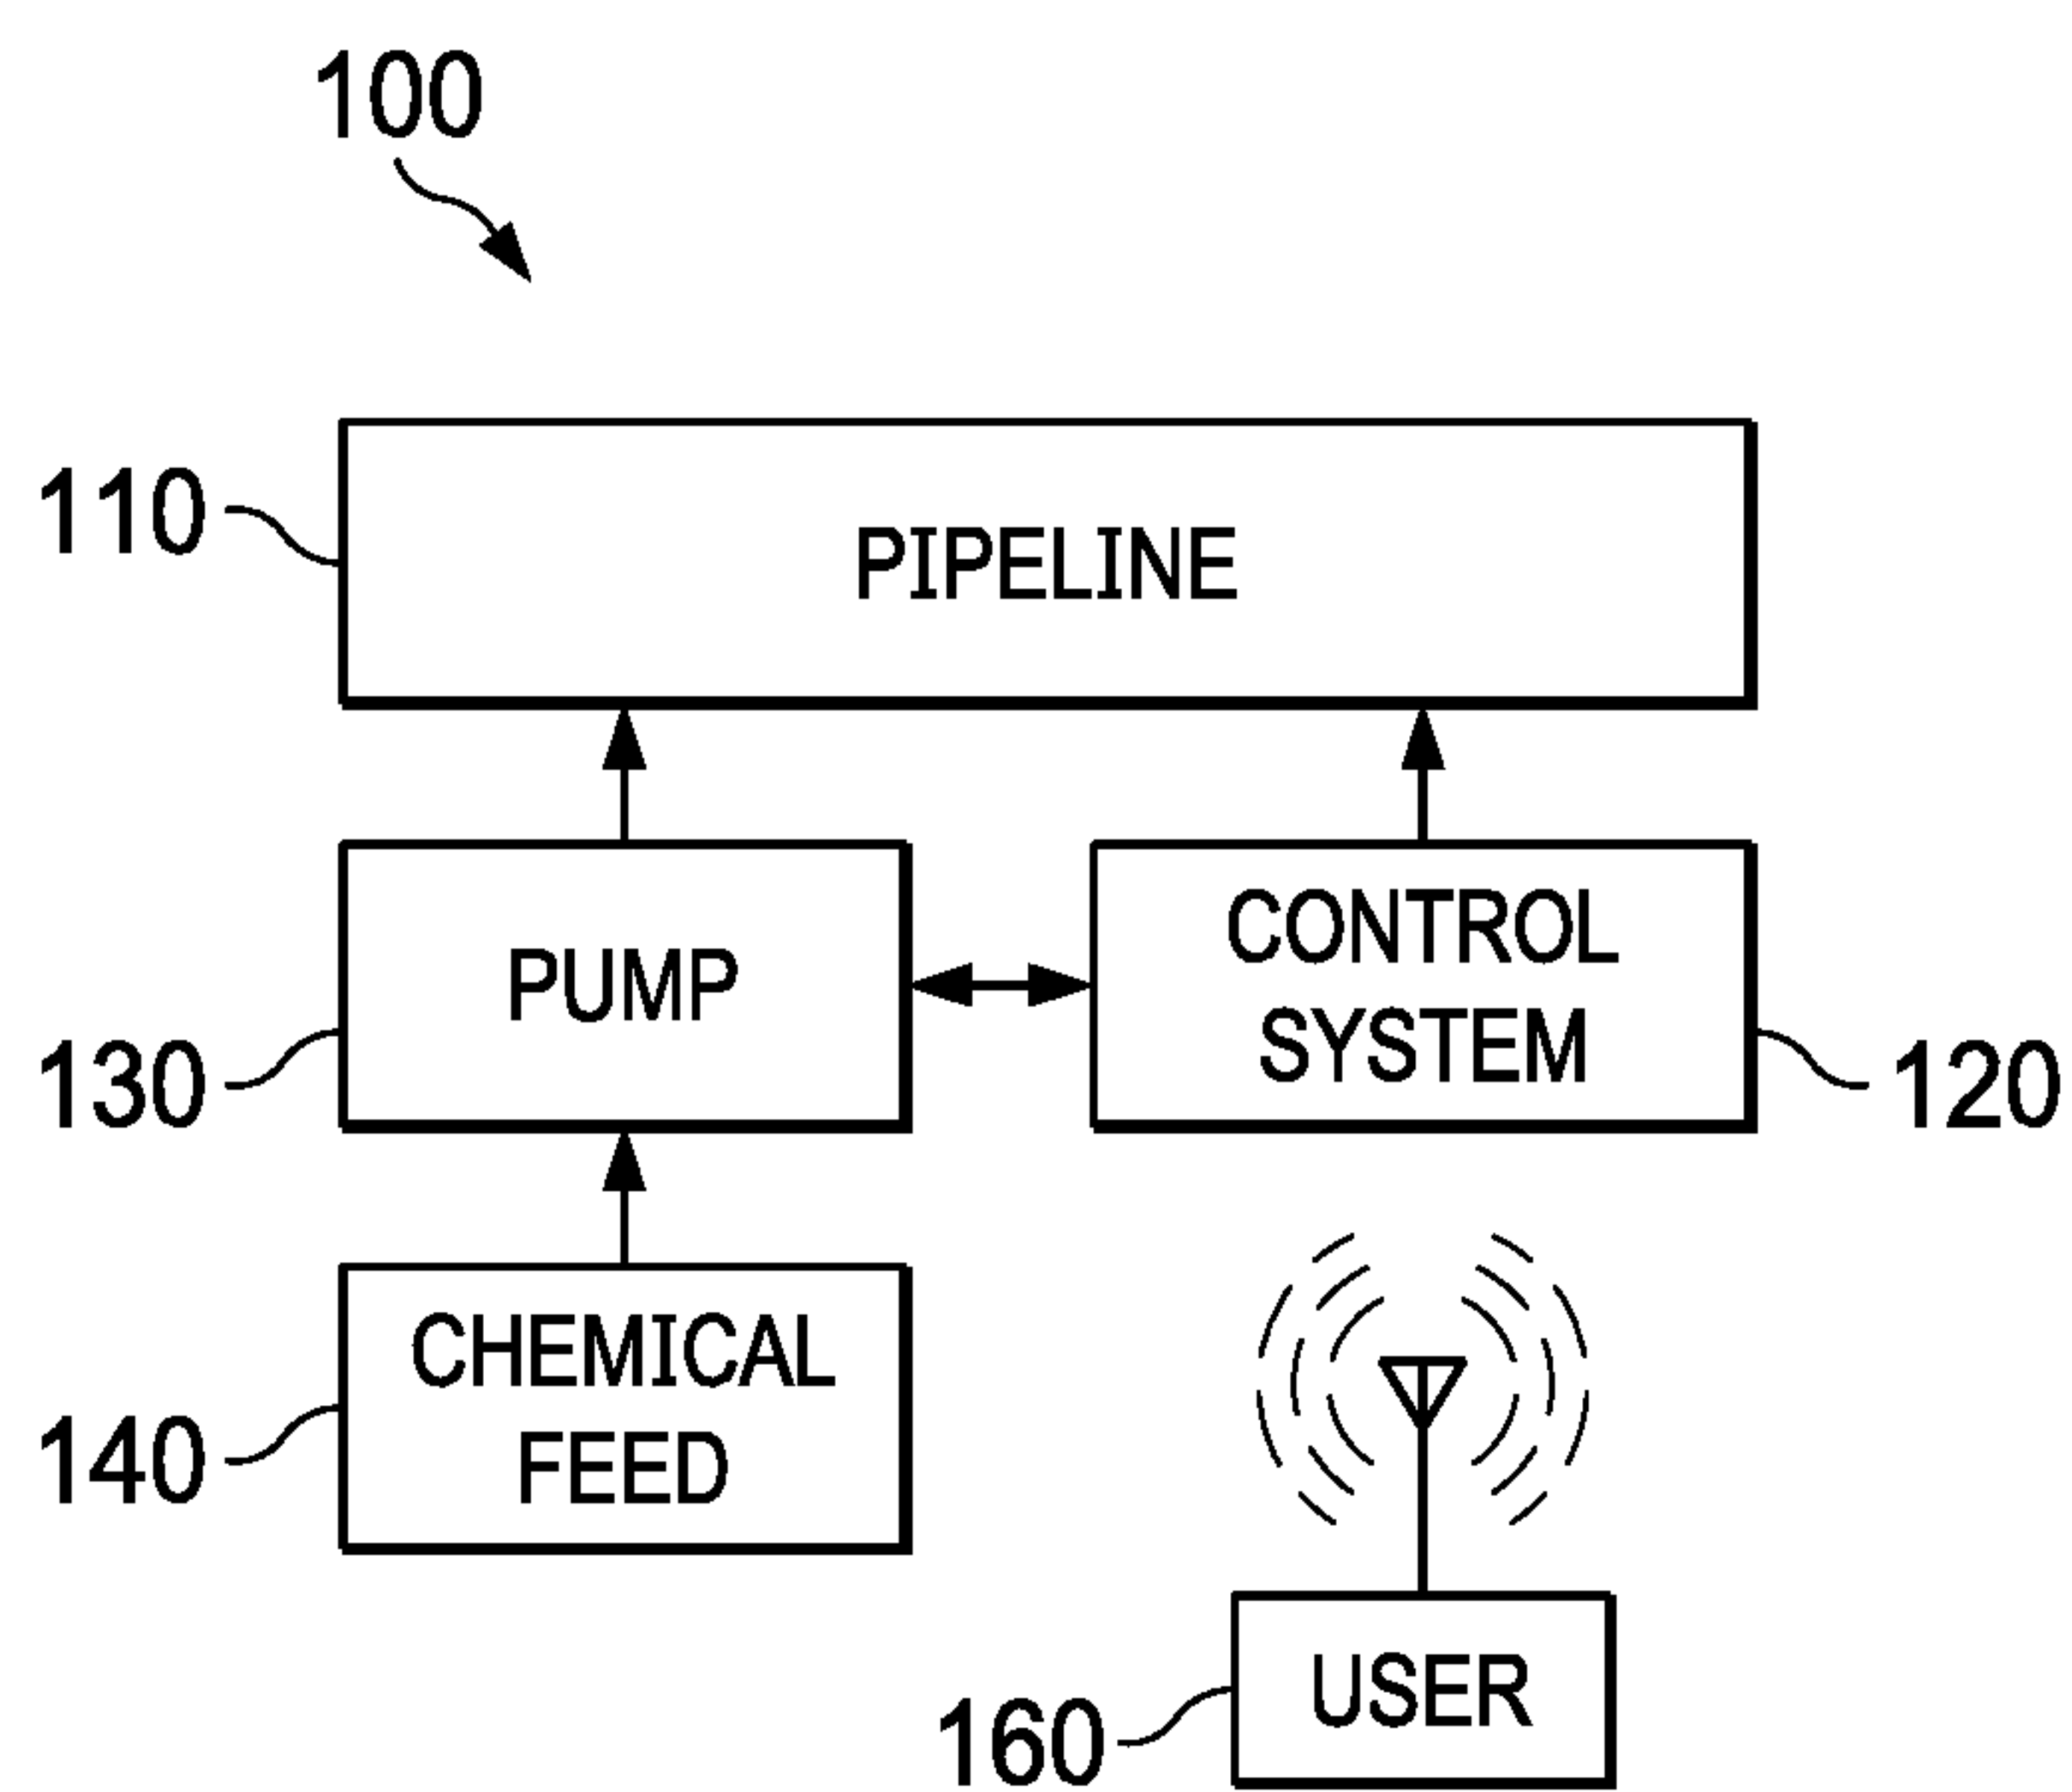 100
110
PIPELINE
PUMP
CONTROL
SYSTEM
130
120
CHEMICAL
FEED
140
USER
160